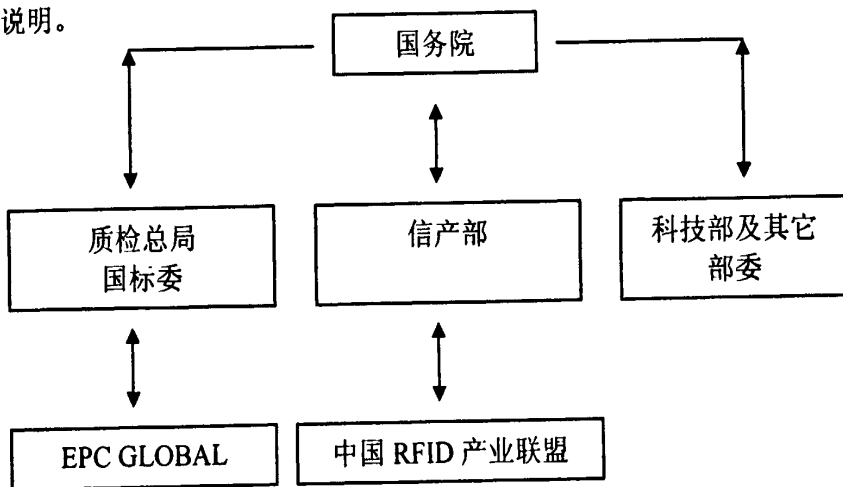 说明。
国务院
质检总局
国标委
信产部
科技部及其它
部委
EPC GLOBAL
中国 RFID 产业联盟